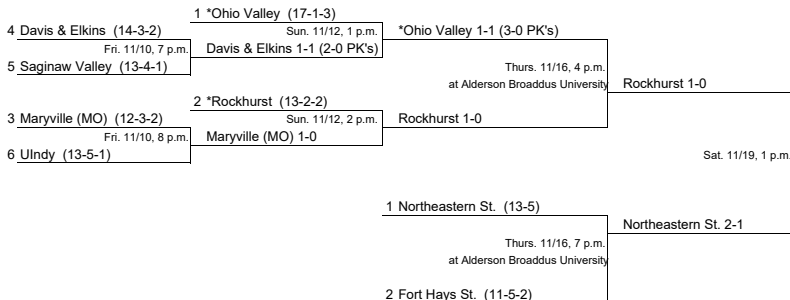 1 *Ohio Valley (17-1-3)
4 Davis & Elkins (14-3-2)
Sun. 11/12, 1 p.m.
*Ohio Valley 1-1 (3-0 PK's)
Fri. 11/10, 7 p.m.
Davis & Elkins 1-1 (2-0 PK's)
5 Saginaw Valley (13-4-1)
Thurs. 11/16, 4 p.m.
at Alderson Broaddus University
Rockhurst 1-0
2 *Rockhurst (13-2-2)
3 Maryville (MO) (12-3-2)
Sun. 11/12, 2 p.m.
Rockhurst 1-0
Fri. 11/10, 8 p.m.
Maryville (MO) 1-0
6 UIndy (13-5-1)
Sat. 11/19, 1 p.m.
1 Northeastern St. (13-5)
Northeastern St. 2-1
Thurs. 11/16, 7 p.m.
at Alderson Broaddus University
2 Fort Hays St. (11-5-2)